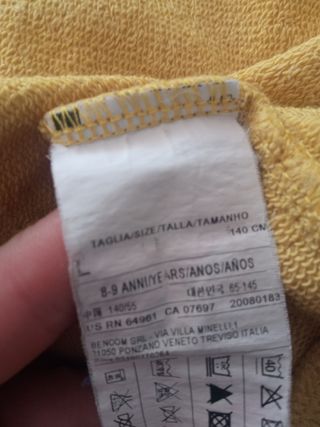 TAGLIA/SIZE/TALLA/TAMANHO
L 140 CM
8-9 ANNI/YEARS/ANOS/AÑOS
中国 140/55 대한민국 65-145
US RN 64961 CA 07697 20080183
BENCOM SRL - VIA VILLA MINELLI,1
31050 PONZANO VENETO TREVISO ITALIA